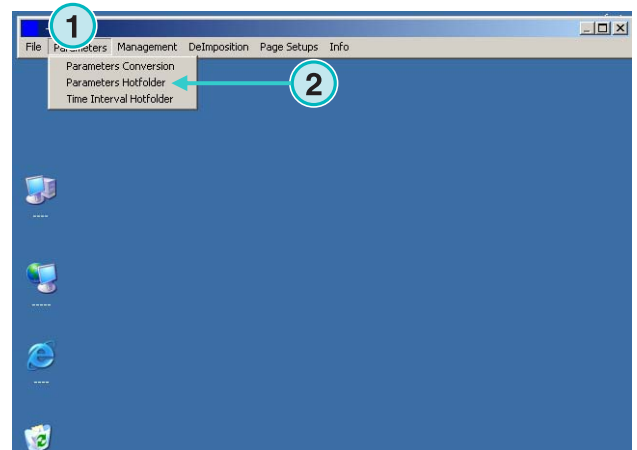 1
File Parameters Management DeImposition Page Setups Info
Parameters Conversion
Parameters Hotfolder
2
Time Interval Hotfolder
----
-----
----